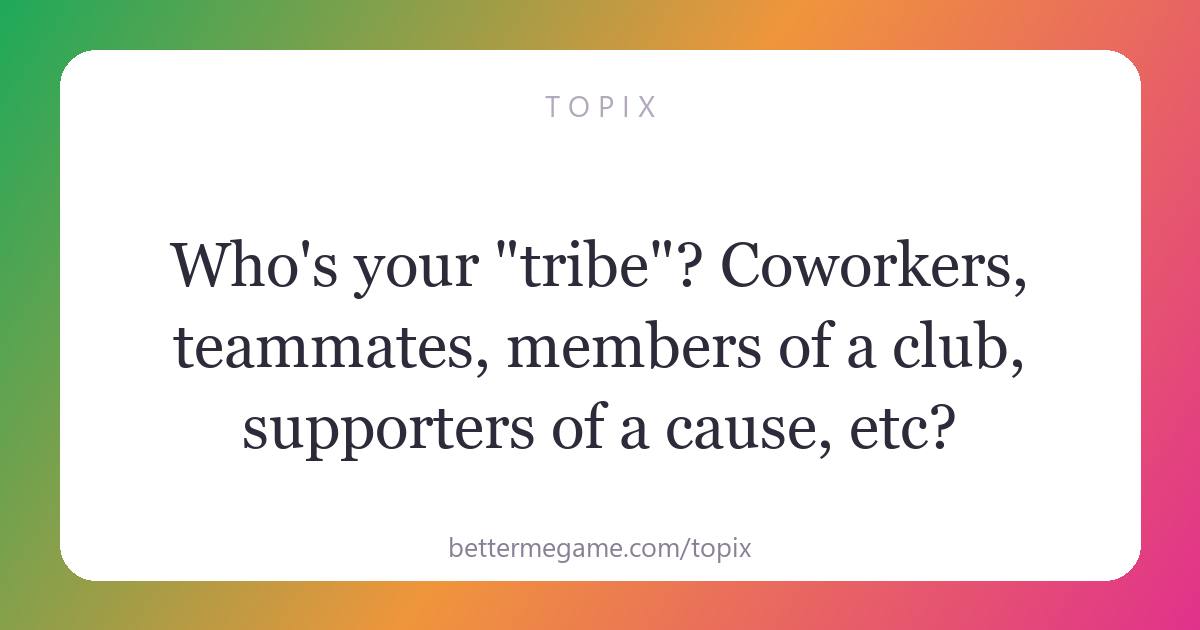 TOPIX
Who's your "tribe"? Coworkers,
teammates, members of a club,
supporters of a cause, etc?
bettermegame.com/topix